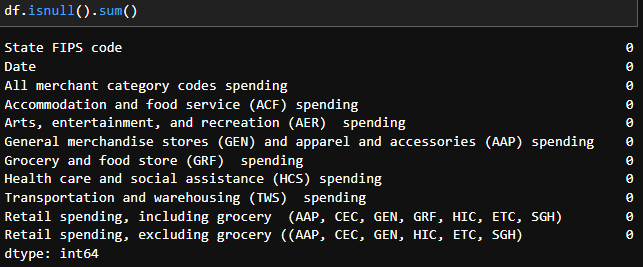 df.isnull().sum()
State FIPS code 0
Date 0
All merchant category codes spending 0
Accommodation and food service (ACF) spending 0
Arts, entertainment, and recreation (AER)  spending 0
General merchandise stores (GEN) and apparel and accessories (AAP) spending 0
Grocery and food store (GRF)  spending 0
Health care and social assistance (HCS) spending 0
Transportation and warehousing (TWS)  spending 0
Retail spending, including grocery  (AAP, CEC, GEN, GRF, HIC, ETC, SGH) 0
Retail spending, excluding grocery ((AAP, CEC, GEN, HIC, ETC, SGH) 0
dtype: int64